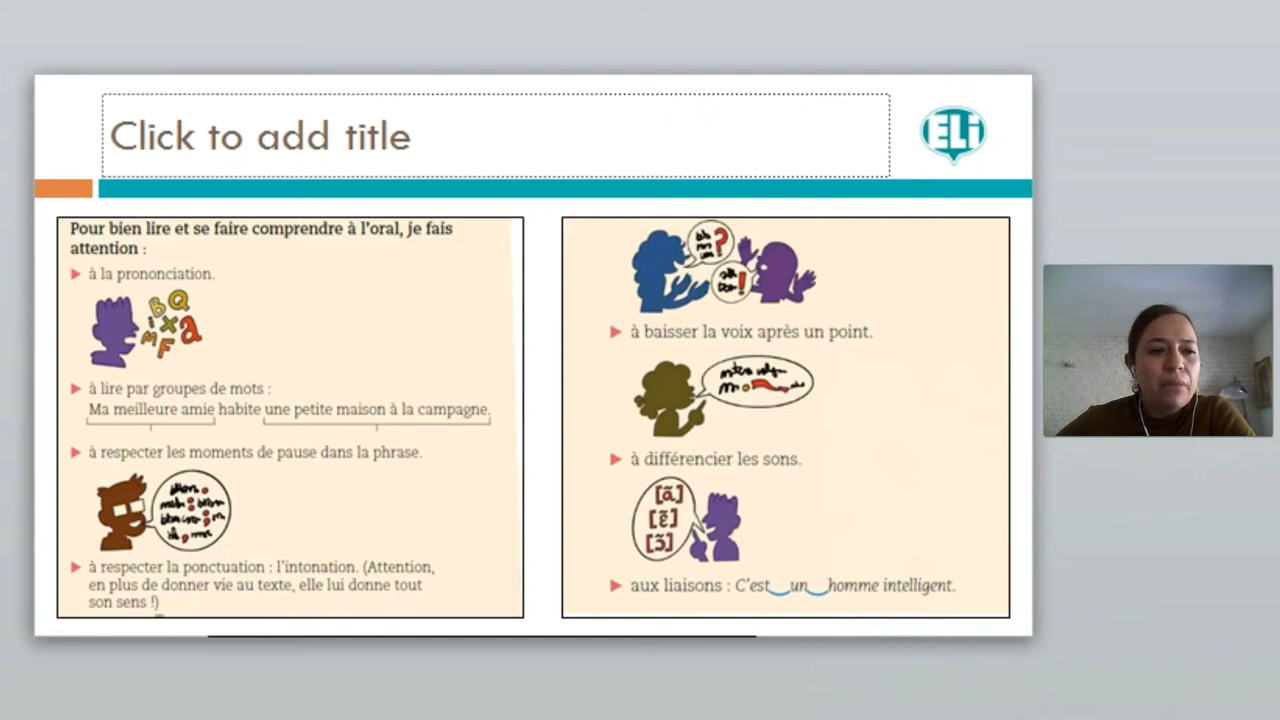 Click to add title
ELi
Pour bien lire et se faire comprendre à l'oral, je fais
attention :
à la prononciation.
B Q
i X a
M F
à lire par groupes de mots :
Ma meilleure amie habite une petite maison à la campagne.
à respecter les moments de pause dans la phrase.
à respecter la ponctuation : l'intonation. (Attention,
en plus de donner vie au texte, elle lui donne tout
son sens !)
?
!
à baisser la voix après un point.
à différencier les sons.
[ɑ̃]
[ɛ̃]
[ɔ̃]
aux liaisons : C'est‿un‿homme intelligent.